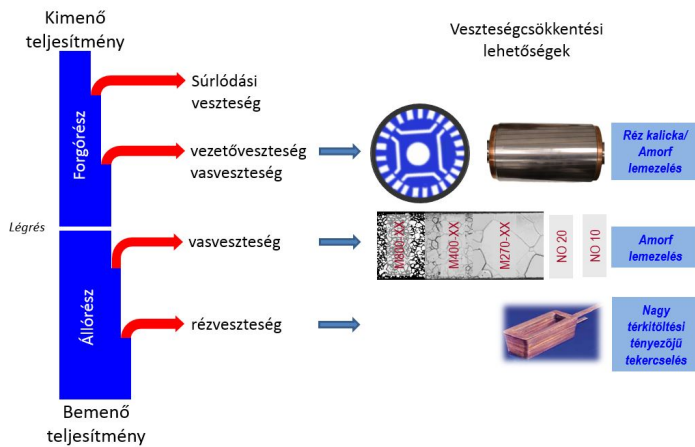 Kimenő
teljesítmény
Veszteségcsökkentési
lehetőségek
Súrlódási
veszteség
Forgórész
vezetőveszteség
vasveszteség
Réz kalicka/
Amorf
lemezelés
Légrés
vasveszteség
M800-XX
M400-XX
M270-XX
NO 20
NO 10
Amorf
lemezelés
Állórész
rézveszteség
Nagy
térkitöltési
tényezöjü
tekercselés
Bemenő
teljesítmény